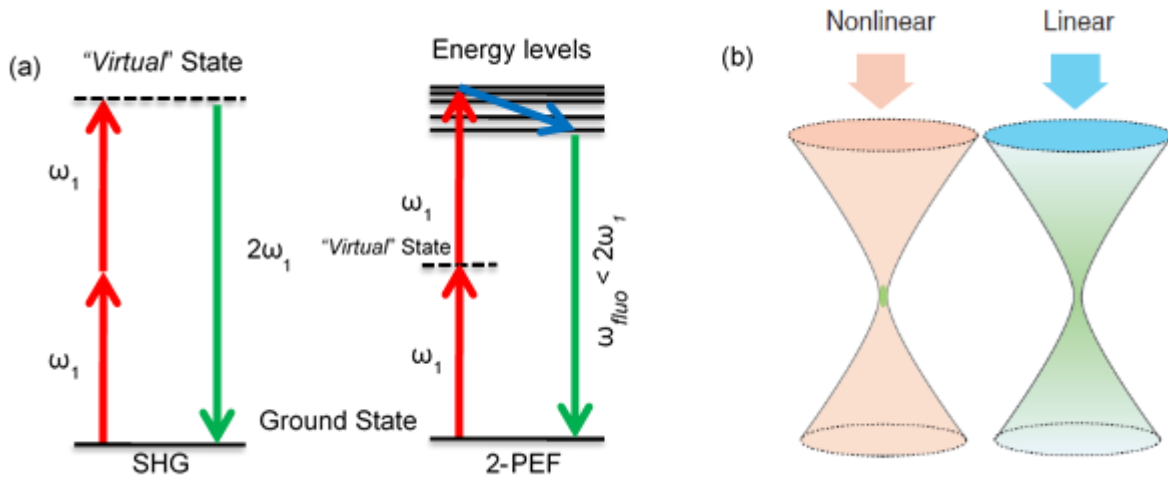 (a)
"Virtual" State
ω1
ω1
2ω1
SHG
Ground State
Energy levels
ω1
"Virtual" State
ω1
ωfluo < 2ω1
2-PEF
(b)
Nonlinear
Linear